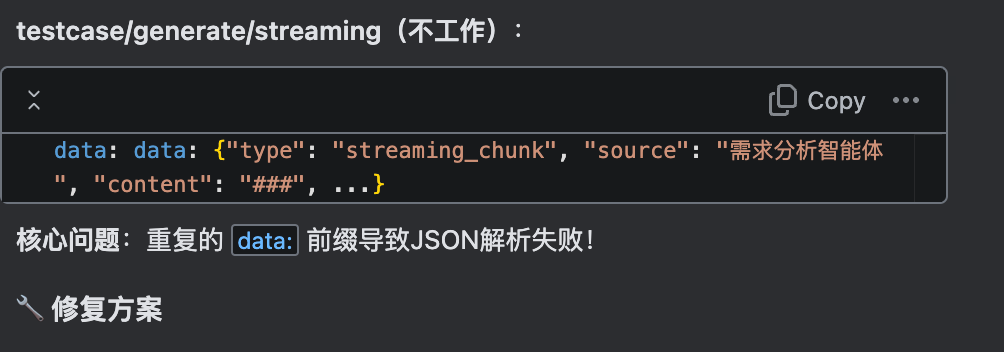 testcase/generate/streaming（不工作）:
Copy
data: data: {"type": "streaming_chunk", "source": "需求分析智能体
", "content": "###", ...}
核心问题：重复的 data: 前缀导致JSON解析失败！
🔧 修复方案